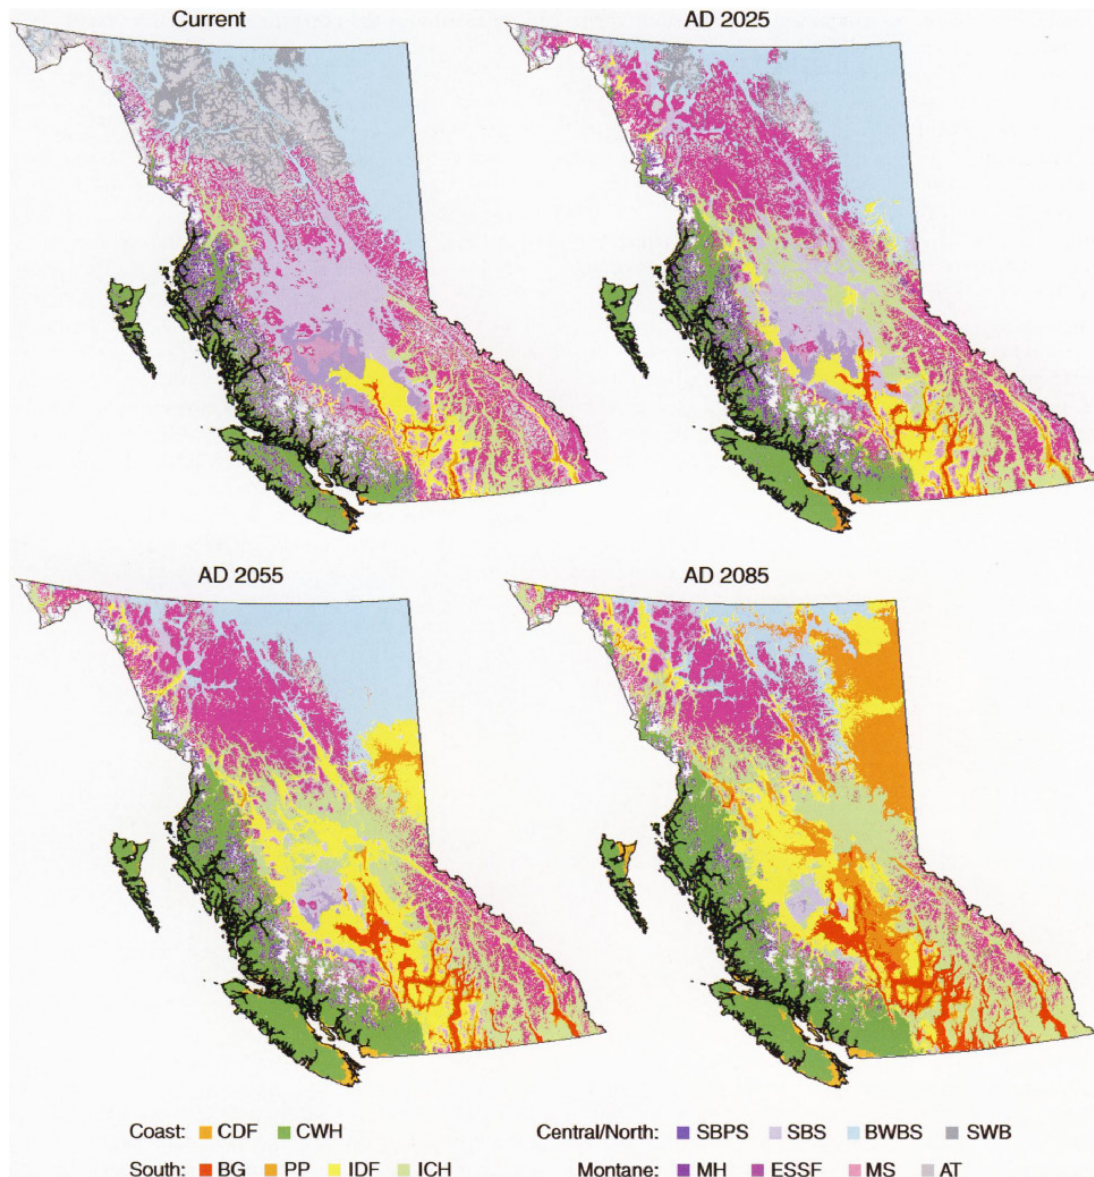 Current
AD 2025
AD 2055
AD 2085
Coast: CDF CWH
Central/North: SBPS SBS BWBS SWB
South: BG PP IDF ICH
Montane: MH ESSF MS AT